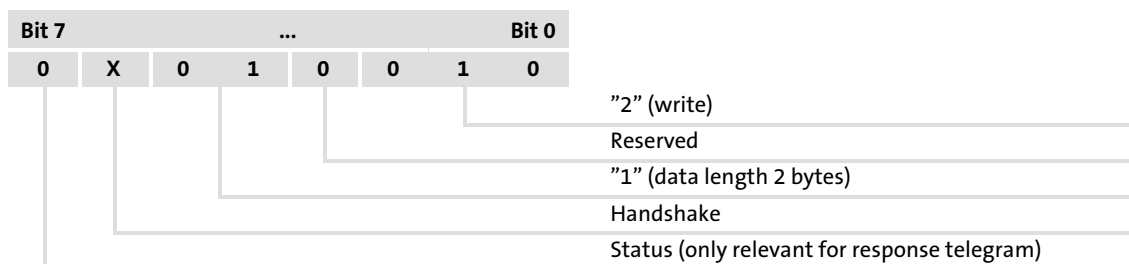 Bit 7 ... Bit 0
0 X 0 1 0 0 1 0
”2” (write)
Reserved
”1” (data length 2 bytes)
Handshake
Status (only relevant for response telegram)